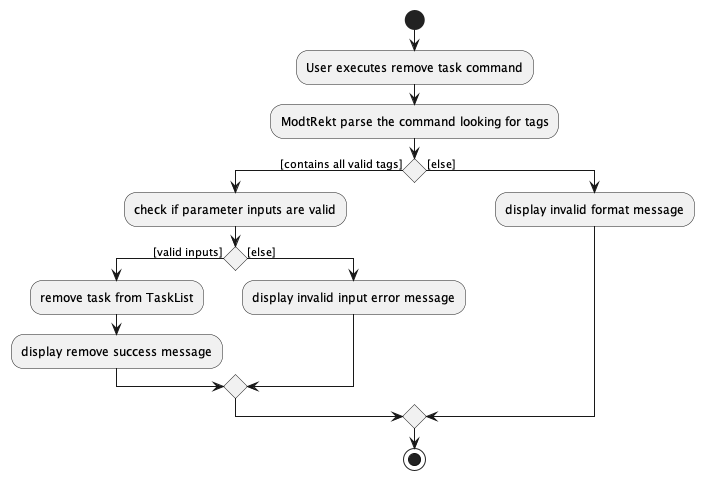 User executes remove task command
ModtRekt parse the command looking for tags
[contains all valid tags]
[else]
check if parameter inputs are valid
display invalid format message
[valid inputs]
[else]
remove task from TaskList
display invalid input error message
display remove success message